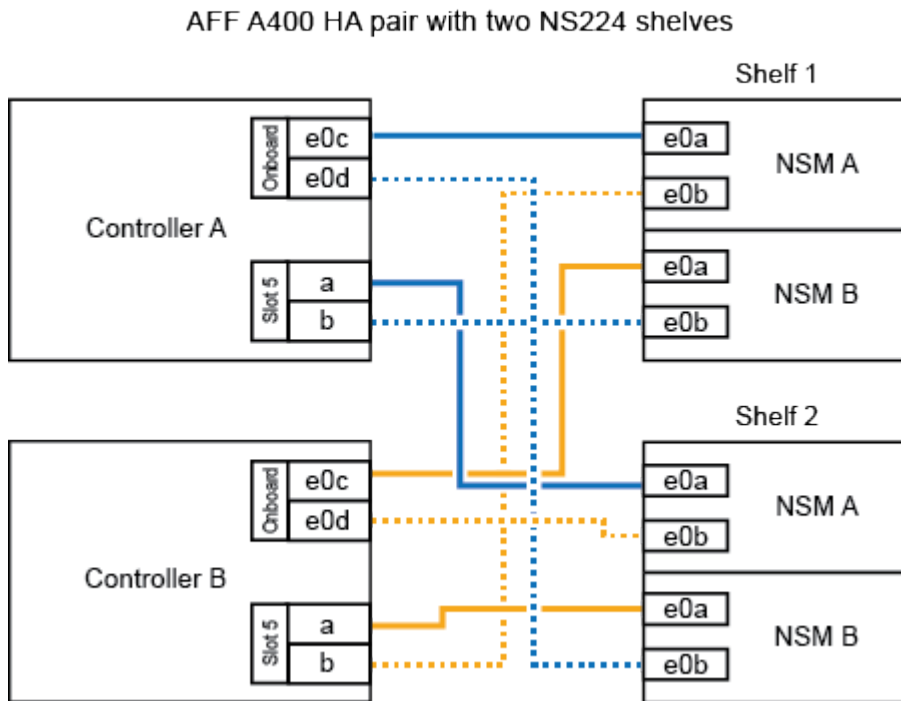 AFF A400 HA pair with two NS224 shelves
Controller A
Onboard
e0c
e0d
Slot 5
a
b
Controller B
Onboard
e0c
e0d
Slot 5
a
b
Shelf 1
e0a
e0b
NSM A
e0a
e0b
NSM B
Shelf 2
e0a
e0b
NSM A
e0a
e0b
NSM B